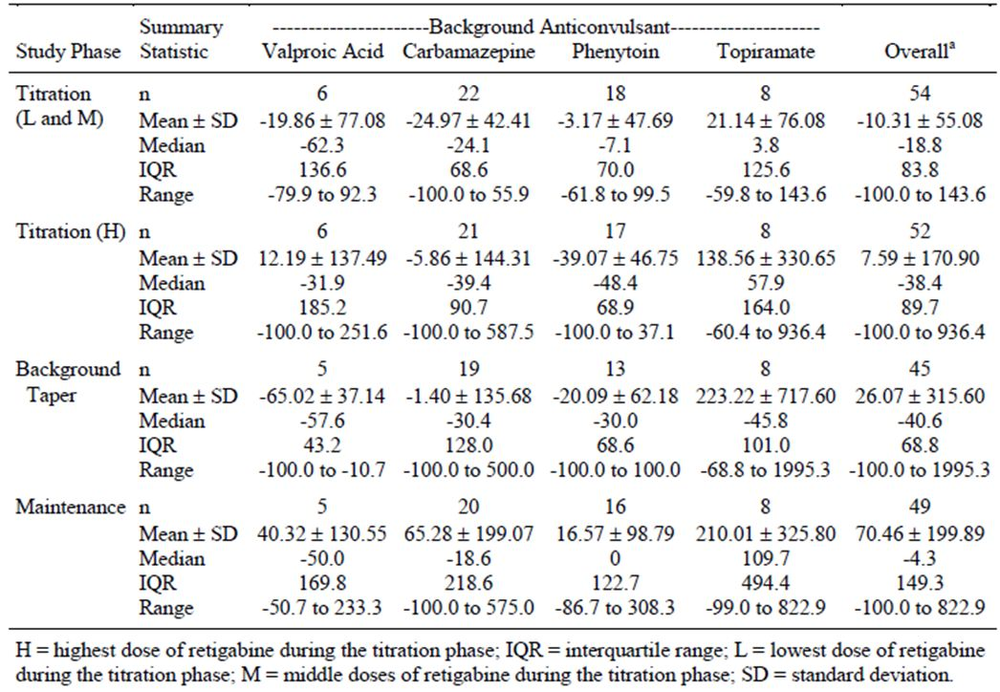 Study Phase Summary Statistic ----------------------Background Anticonvulsant---------------------
Valproic Acid Carbamazepine Phenytoin Topiramate Overallª
Titration (L and M) n 6 22 18 8 54
Mean ± SD -19.86 ± 77.08 -24.97 ± 42.41 -3.17 ± 47.69 21.14 ± 76.08 -10.31 ± 55.08
Median -62.3 -24.1 -7.1 3.8 -18.8
IQR 136.6 68.6 70.0 125.6 83.8
Range -79.9 to 92.3 -100.0 to 55.9 -61.8 to 99.5 -59.8 to 143.6 -100.0 to 143.6
Titration (H) n 6 21 17 8 52
Mean ± SD 12.19 ± 137.49 -5.86 ± 144.31 -39.07 ± 46.75 138.56 ± 330.65 7.59 ± 170.90
Median -31.9 -39.4 -48.4 57.9 -38.4
IQR 185.2 90.7 68.9 164.0 89.7
Range -100.0 to 251.6 -100.0 to 587.5 -100.0 to 37.1 -60.4 to 936.4 -100.0 to 936.4
Background Taper n 5 19 13 8 45
Mean ± SD -65.02 ± 37.14 -1.40 ± 135.68 -20.09 ± 62.18 223.22 ± 717.60 26.07 ± 315.60
Median -57.6 -30.4 -30.0 -45.8 -40.6
IQR 43.2 128.0 68.6 101.0 68.8
Range -100.0 to -10.7 -100.0 to 500.0 -100.0 to 100.0 -68.8 to 1995.3 -100.0 to 1995.3
Maintenance n 5 20 16 8 49
Mean ± SD 40.32 ± 130.55 65.28 ± 199.07 16.57 ± 98.79 210.01 ± 325.80 70.46 ± 199.89
Median -50.0 -18.6 0 109.7 -4.3
IQR 169.8 218.6 122.7 494.4 149.3
Range -50.7 to 233.3 -100.0 to 575.0 -86.7 to 308.3 -99.0 to 822.9 -100.0 to 822.9
H = highest dose of retigabine during the titration phase; IQR = interquartile range; L = lowest dose of retigabine
during the titration phase; M = middle doses of retigabine during the titration phase; SD = standard deviation.